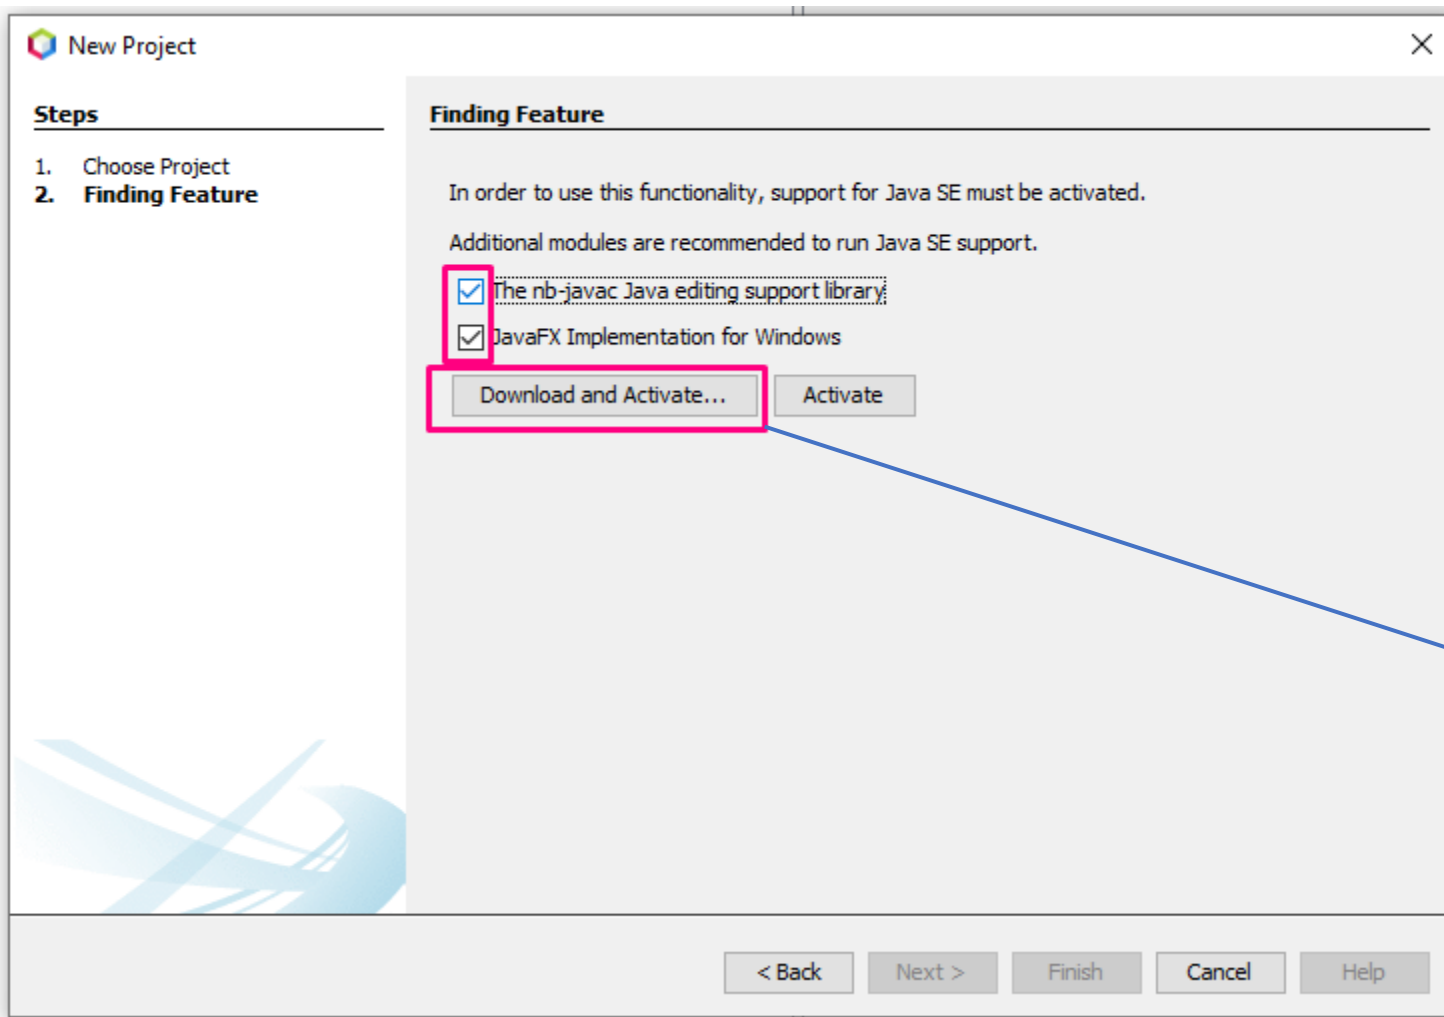 New Project
Steps
1. Choose Project
2. Finding Feature
Finding Feature
In order to use this functionality, support for Java SE must be activated.
Additional modules are recommended to run Java SE support.
The nb-javac Java editing support library
JavaFX Implementation for Windows
Download and Activate...
Activate
< Back
Next >
Finish
Cancel
Help